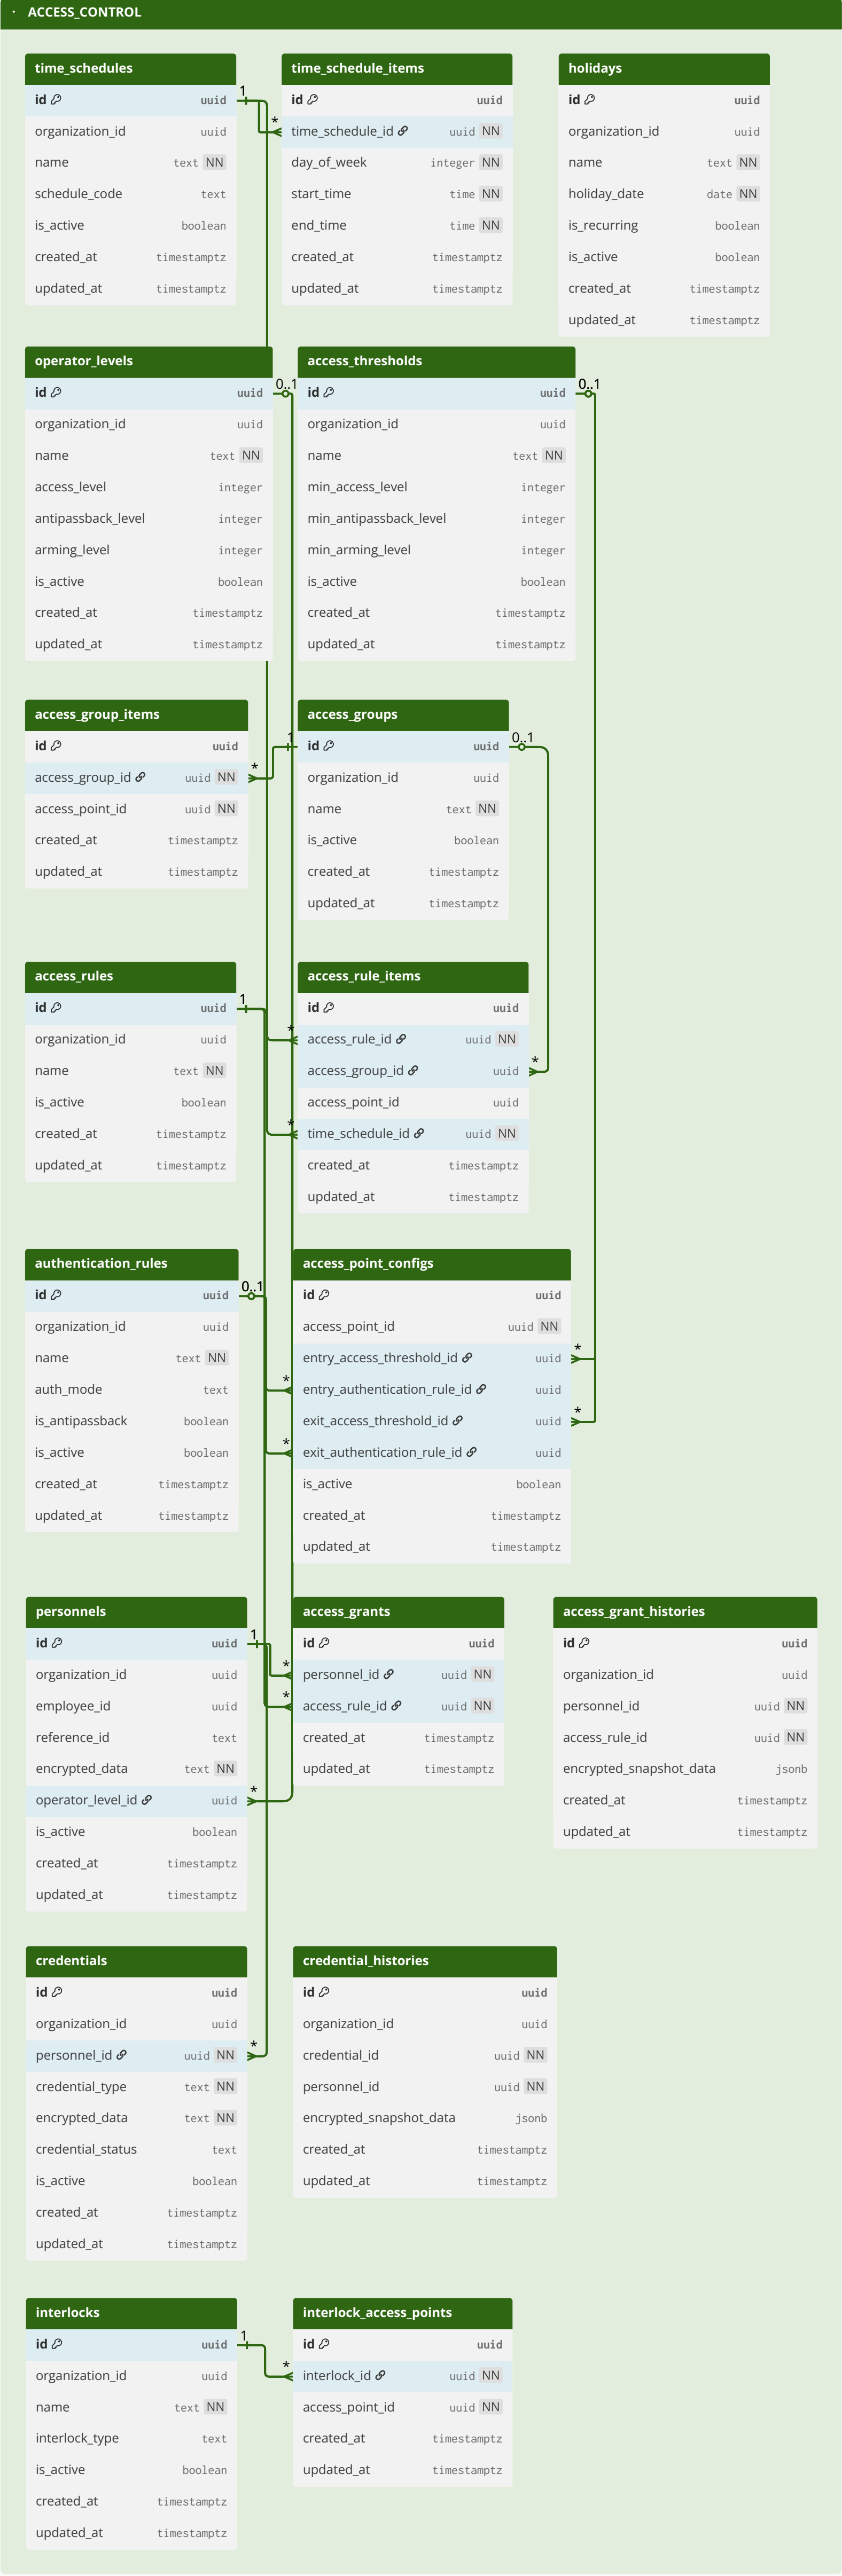 ACCESS_CONTROL
time_schedules
id uuid
organization_id uuid
name text NN
schedule_code text
is_active boolean
created_at timestamptz
updated_at timestamptz
1
*
time_schedule_items
id uuid
time_schedule_id uuid NN
day_of_week integer NN
start_time time NN
end_time time NN
created_at timestamptz
updated_at timestamptz
holidays
id uuid
organization_id uuid
name text NN
holiday_date date NN
is_recurring boolean
is_active boolean
created_at timestamptz
updated_at timestamptz
operator_levels
id uuid
organization_id uuid
name text NN
access_level integer
antipassback_level integer
arming_level integer
is_active boolean
created_at timestamptz
updated_at timestamptz
0..1
access_thresholds
id uuid
organization_id uuid
name text NN
min_access_level integer
min_antipassback_level integer
min_arming_level integer
is_active boolean
created_at timestamptz
updated_at timestamptz
0..1
access_group_items
id uuid
access_group_id uuid NN
access_point_id uuid NN
created_at timestamptz
updated_at timestamptz
1
*
access_groups
id uuid
organization_id uuid
name text NN
is_active boolean
created_at timestamptz
updated_at timestamptz
0..1
access_rules
id uuid
organization_id uuid
name text NN
is_active boolean
created_at timestamptz
updated_at timestamptz
1
*
*
access_rule_items
id uuid
access_rule_id uuid NN
access_group_id uuid
access_point_id uuid
time_schedule_id uuid NN
created_at timestamptz
updated_at timestamptz
*
authentication_rules
id uuid
organization_id uuid
name text NN
auth_mode text
is_antipassback boolean
is_active boolean
created_at timestamptz
updated_at timestamptz
0..1
*
*
access_point_configs
id uuid
access_point_id uuid NN
entry_access_threshold_id uuid
entry_authentication_rule_id uuid
exit_access_threshold_id uuid
exit_authentication_rule_id uuid
is_active boolean
created_at timestamptz
updated_at timestamptz
*
*
personnels
id uuid
organization_id uuid
employee_id uuid
reference_id text
encrypted_data text NN
operator_level_id uuid
is_active boolean
created_at timestamptz
updated_at timestamptz
1
*
*
*
access_grants
id uuid
personnel_id uuid NN
access_rule_id uuid NN
created_at timestamptz
updated_at timestamptz
access_grant_histories
id uuid
organization_id uuid
personnel_id uuid NN
access_rule_id uuid NN
encrypted_snapshot_data jsonb
created_at timestamptz
updated_at timestamptz
credentials
id uuid
organization_id uuid
personnel_id uuid NN
credential_type text NN
encrypted_data text NN
credential_status text
is_active boolean
created_at timestamptz
updated_at timestamptz
*
credential_histories
id uuid
organization_id uuid
credential_id uuid NN
personnel_id uuid NN
encrypted_snapshot_data jsonb
created_at timestamptz
updated_at timestamptz
interlocks
id uuid
organization_id uuid
name text NN
interlock_type text
is_active boolean
created_at timestamptz
updated_at timestamptz
1
*
interlock_access_points
id uuid
interlock_id uuid NN
access_point_id uuid NN
created_at timestamptz
updated_at timestamptz